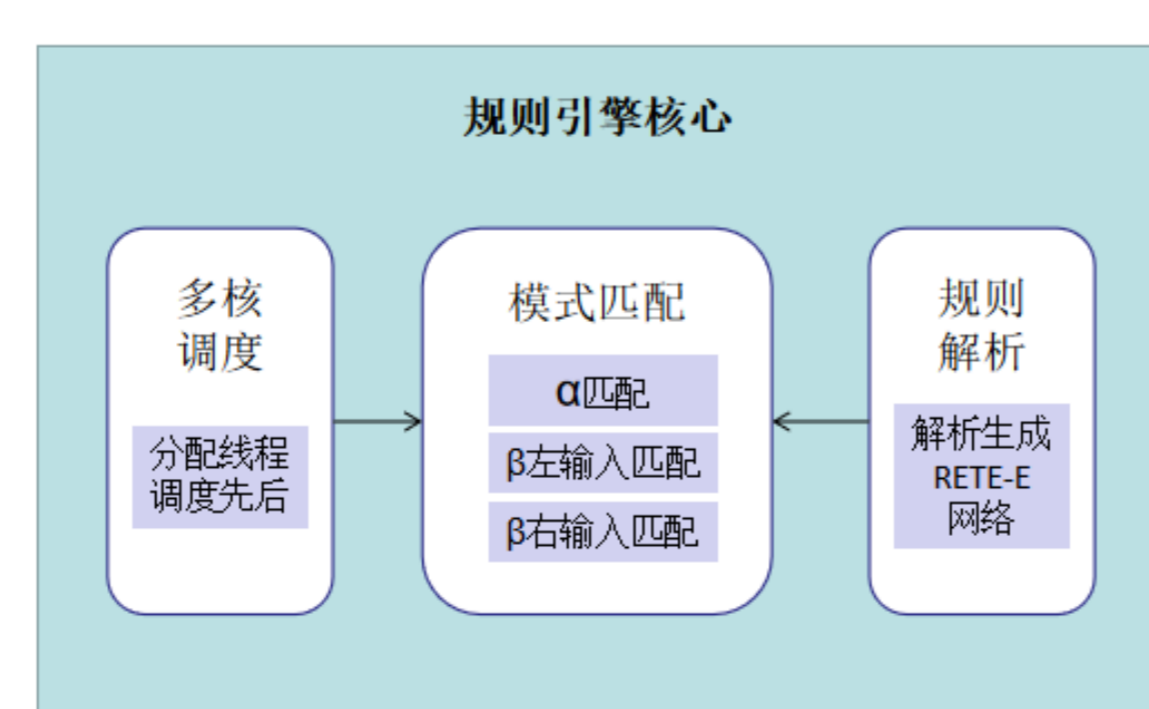 规则引擎核心
多核
调度
分配线程
调度先后
模式匹配
α匹配
β左输入匹配
β右输入匹配
规则
解析
解析生成
RETE-E
网络